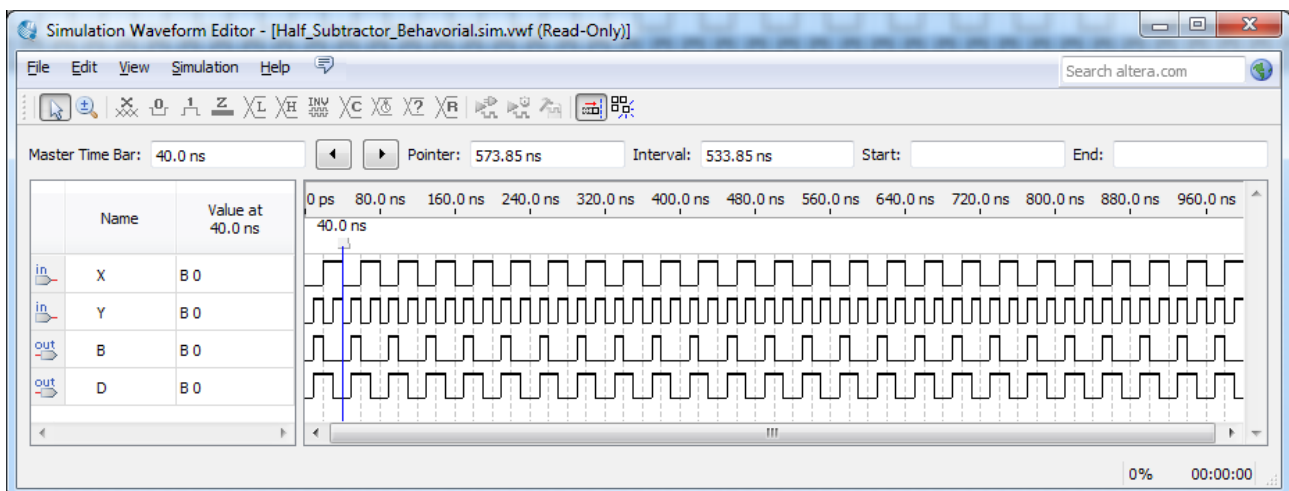 Simulation Waveform Editor - [Half_Subtractor_Behavorial.sim.vwf (Read-Only)]
File Edit View Simulation Help Search altera.com
Master Time Bar: 40.0 ns Pointer: 573.85 ns Interval: 533.85 ns Start: End:
Name Value at 40.0 ns
0 ps 80.0 ns 160.0 ns 240.0 ns 320.0 ns 400.0 ns 480.0 ns 560.0 ns 640.0 ns 720.0 ns 800.0 ns 880.0 ns 960.0 ns
40.0 ns
in X B 0
in Y B 0
out B B 0
out D B 0
0% 00:00:00